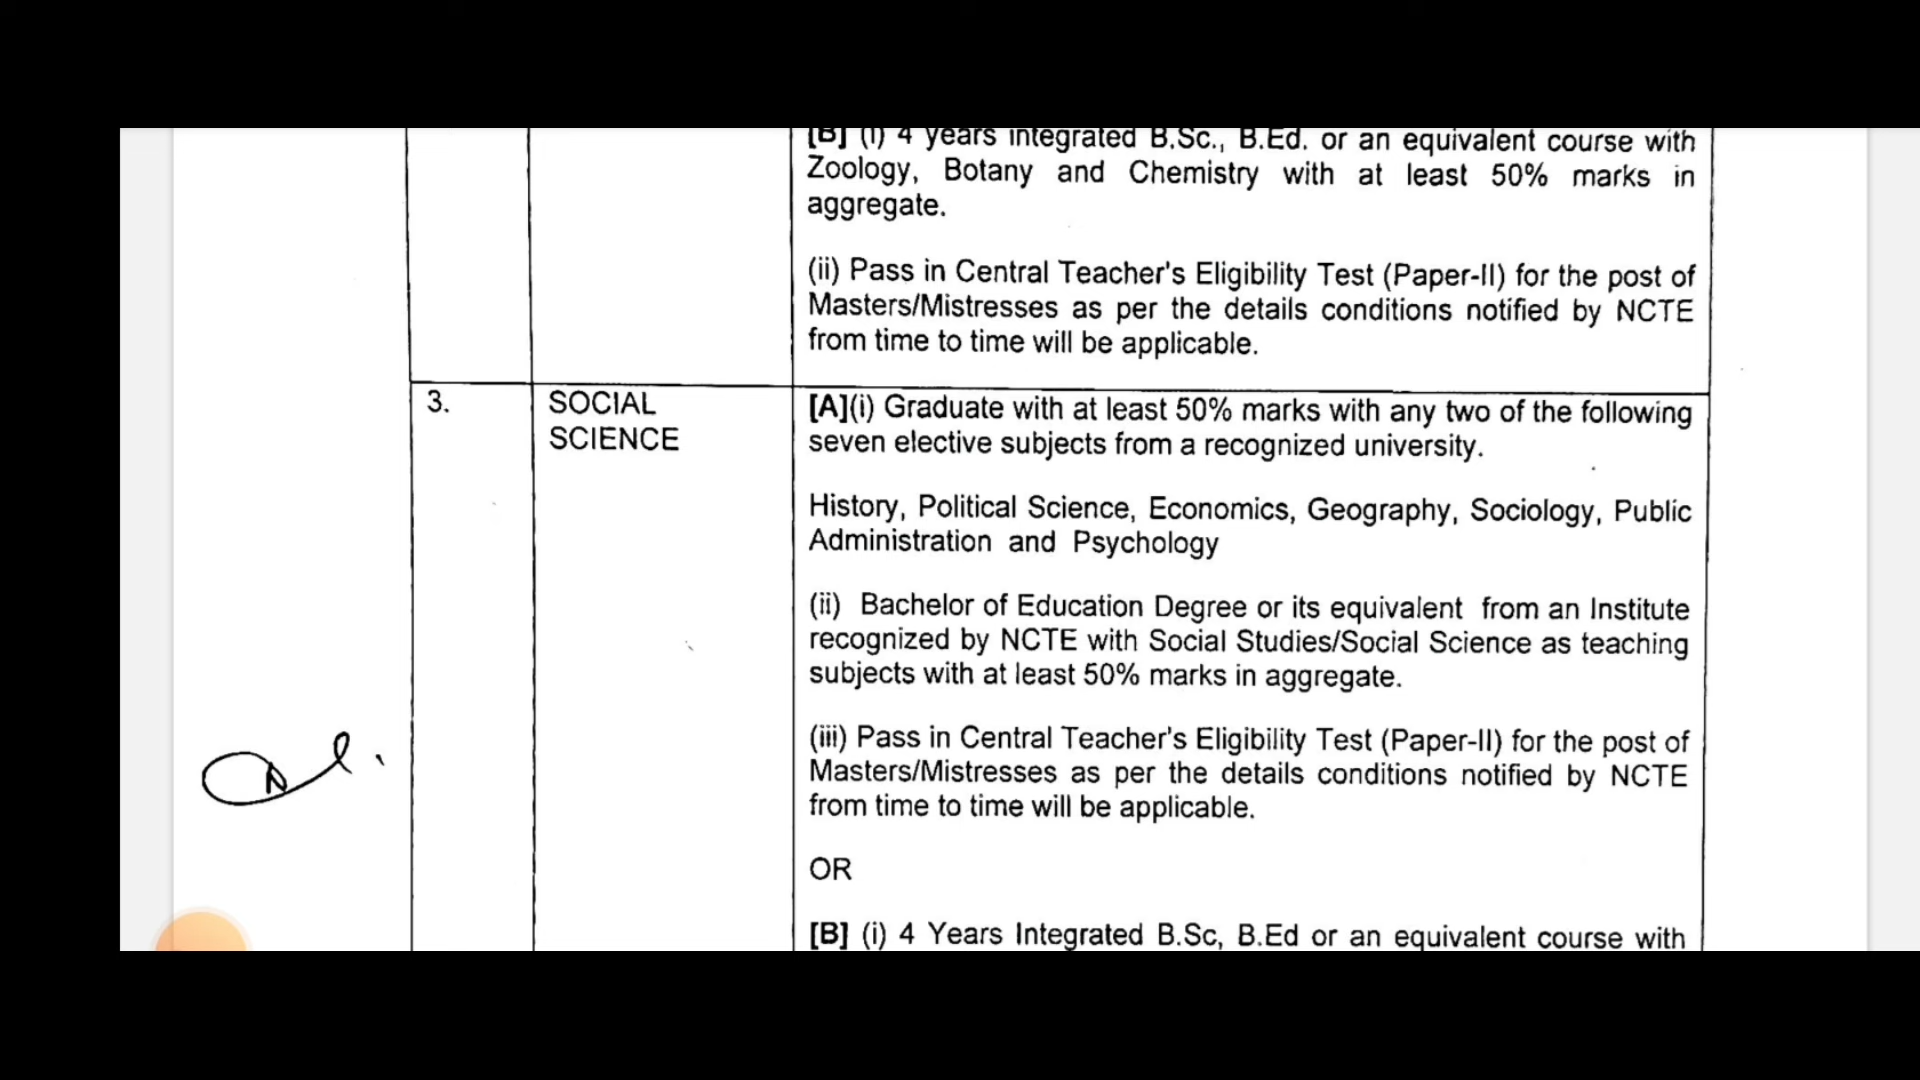 [B] (i) 4 years integrated B.Sc., B.Ed. or an equivalent course with
Zoology, Botany and Chemistry with at least 50% marks in
aggregate.
(ii) Pass in Central Teacher's Eligibility Test (Paper-II) for the post of
Masters/Mistresses as per the details conditions notified by NCTE
from time to time will be applicable.
3.
SOCIAL
SCIENCE
[A](i) Graduate with at least 50% marks with any two of the following
seven elective subjects from a recognized university.
History, Political Science, Economics, Geography, Sociology, Public
Administration and Psychology
(ii) Bachelor of Education Degree or its equivalent from an Institute
recognized by NCTE with Social Studies/Social Science as teaching
subjects with at least 50% marks in aggregate.
(iii) Pass in Central Teacher's Eligibility Test (Paper-II) for the post of
Masters/Mistresses as per the details conditions notified by NCTE
from time to time will be applicable.
OR
[B] (i) 4 Years Integrated B.Sc, B.Ed or an equivalent course with